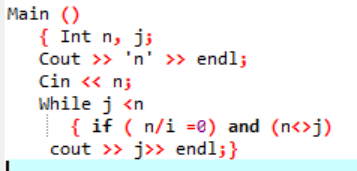 Main ()
{ Int n, j;
Cout >> 'n' >> endl;
Cin << n;
While j <n
{ if ( n/i =0) and (n<>j)
cout >> j>> endl;}